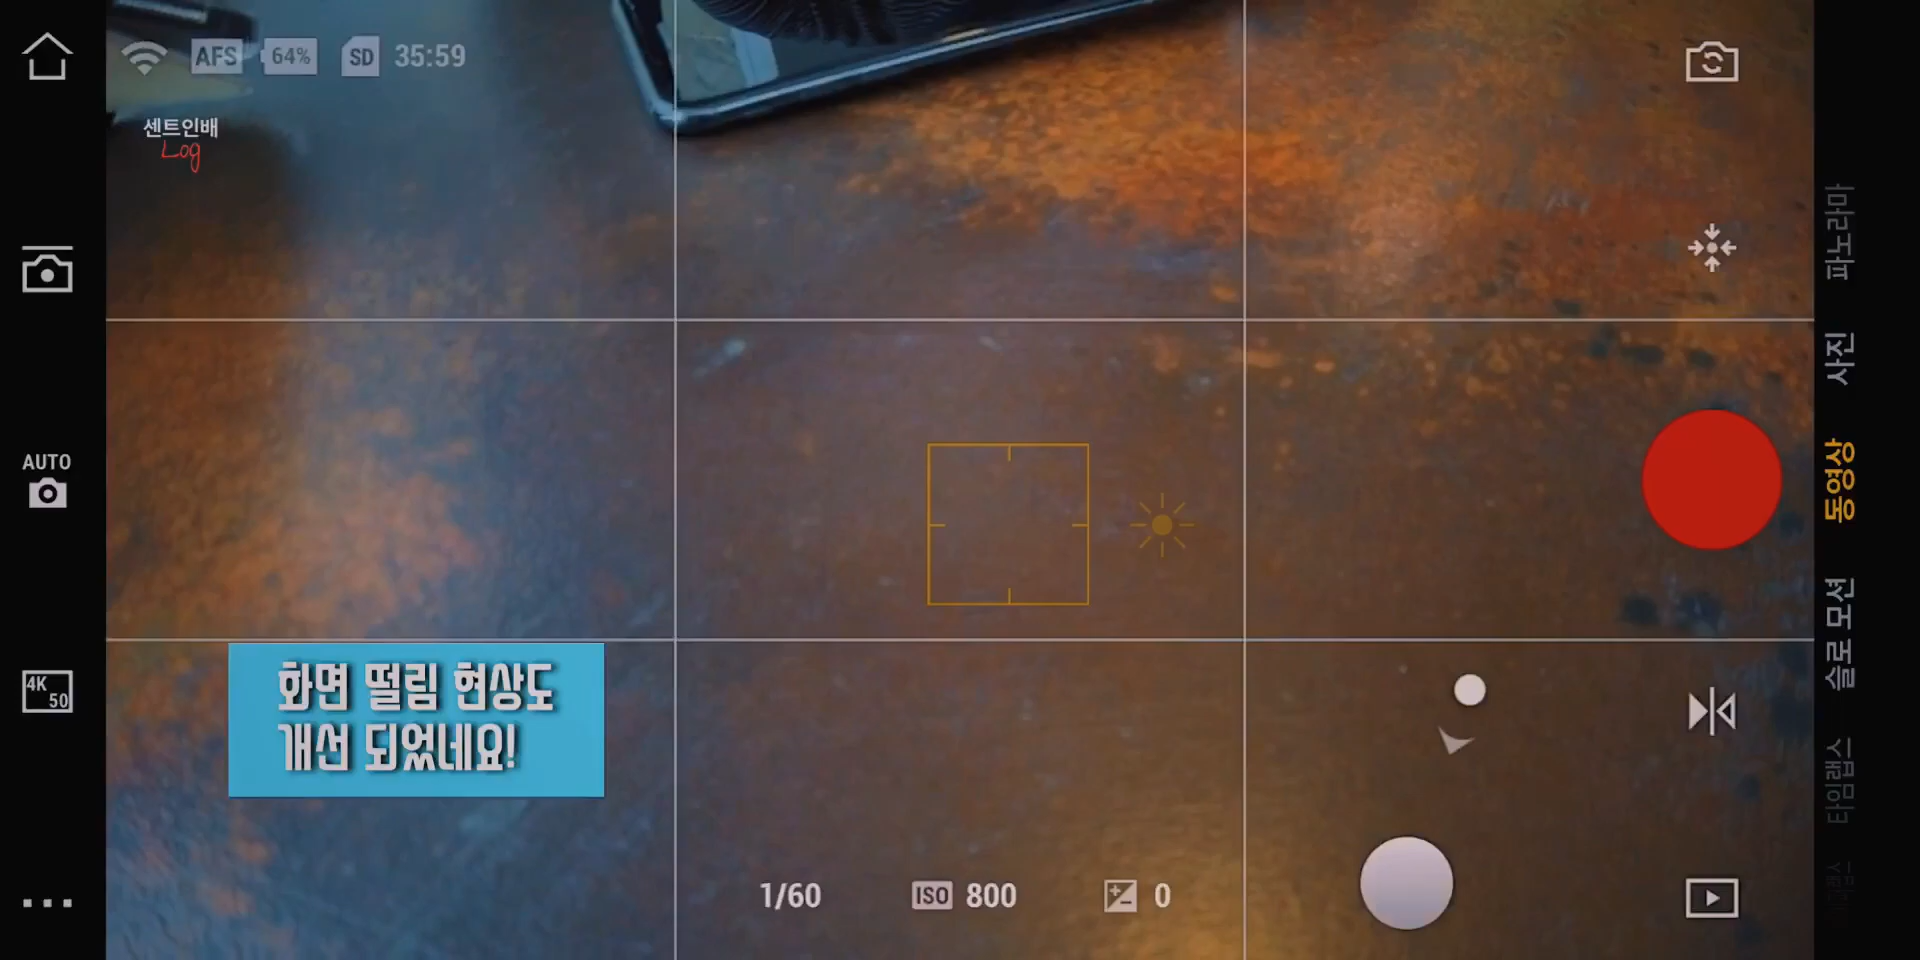 AFS
64%
SD
35:59
센트인배
Log
AUTO
4K
50
화면 떨림 현상도
개선 되었네요!
1/60
ISO 800
0
파노라마
사진
동영상
슬로 모션
타임랩스